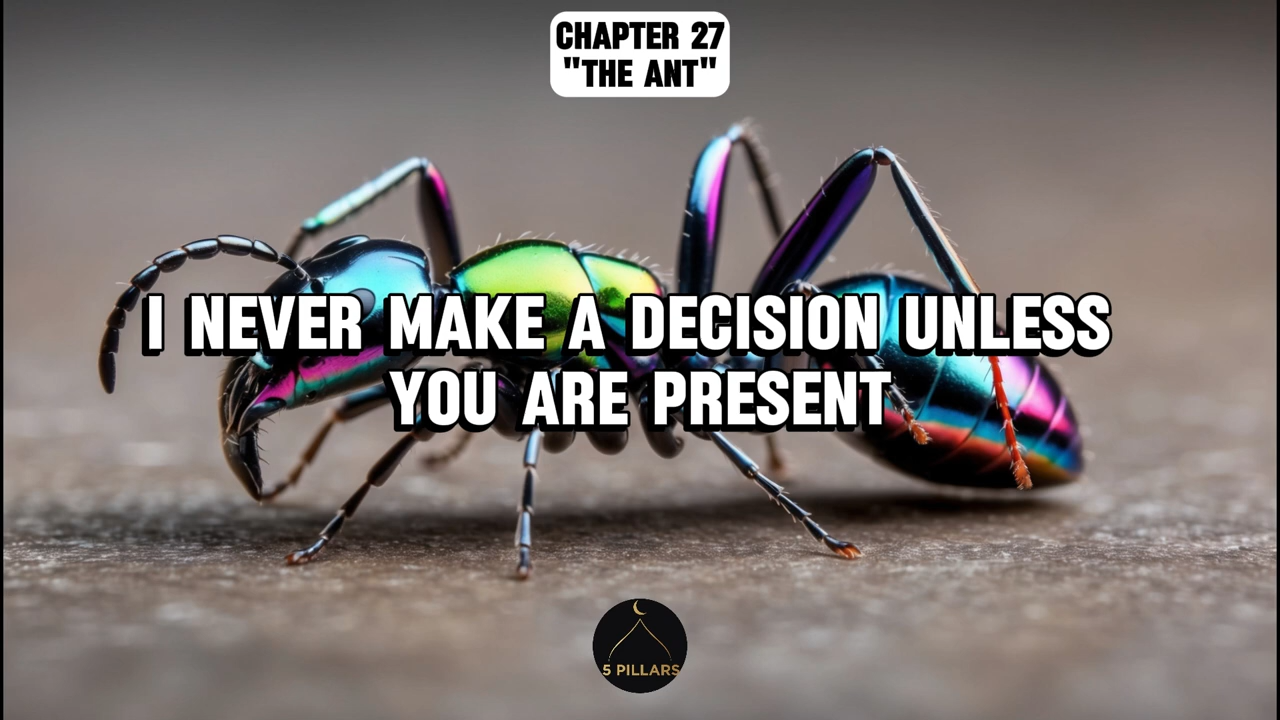 CHAPTER 27
"THE ANT"
I NEVER MAKE A DECISION UNLESS
YOU ARE PRESENT
5 PILLARS